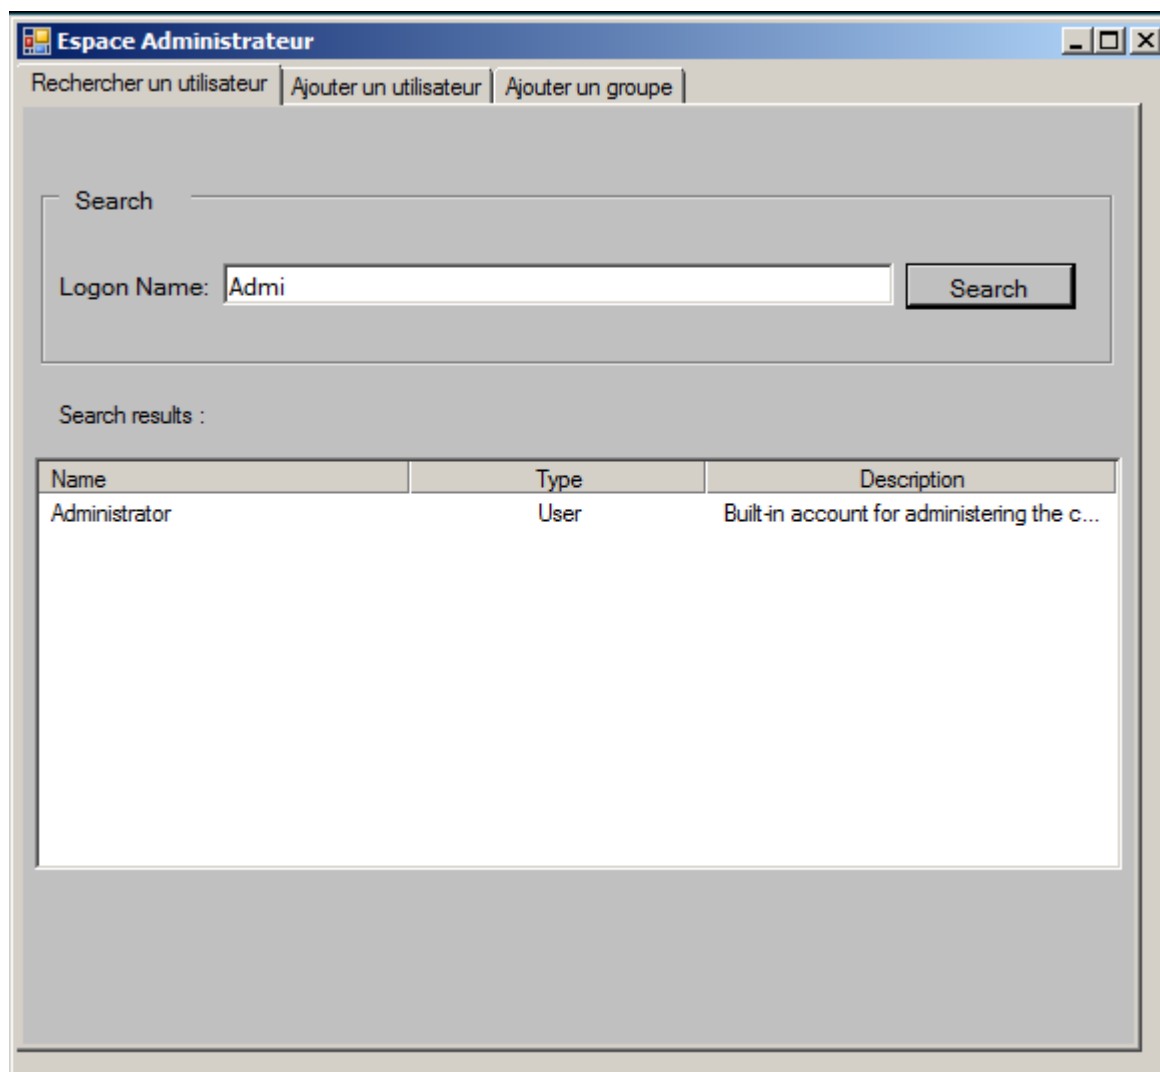 Espace Administrateur
Rechercher un utilisateur Ajouter un utilisateur Ajouter un groupe
Search
Logon Name: Admi Search
Search results :
Name Type Description
Administrator User Built-in account for administering the c...